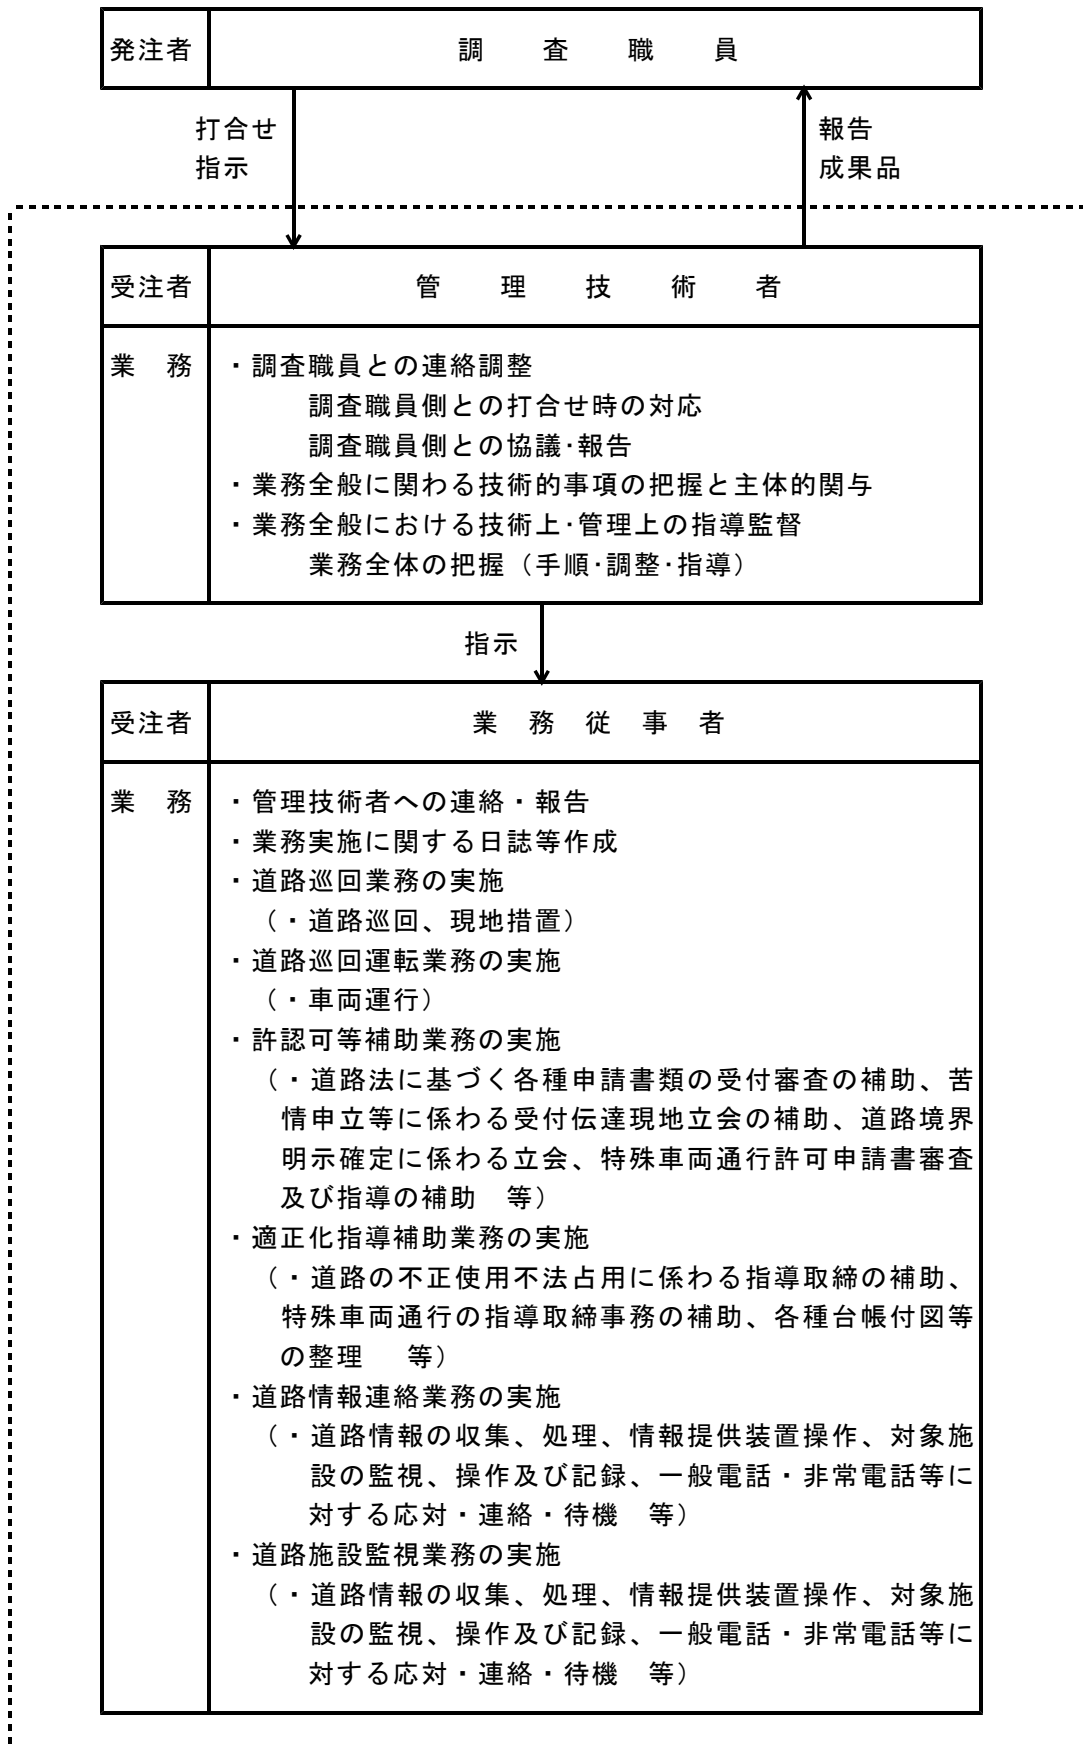 発注者 調査職員
打合せ 報告
指示 成果品
受注者 管理技術者
業務 ・調査職員との連絡調整
調査職員側との打合せ時の対応
調査職員側との協議・報告
・業務全般に関わる技術的事項の把握と主体的関与
・業務全般における技術上・管理上の指導監督
業務全体の把握（手順・調整・指導）
指示
受注者 業務従事者
業務 ・管理技術者への連絡・報告
・業務実施に関する日誌等作成
・道路巡回業務の実施
（・道路巡回、現地措置）
・道路巡回運転業務の実施
（・車両運行）
・許認可等補助業務の実施
（・道路法に基づく各種申請書類の受付審査の補助、苦
情申立等に係わる受付伝達現地立会の補助、道路境界
明示確定に係わる立会、特殊車両通行許可申請書審査
及び指導の補助　等）
・適正化指導補助業務の実施
（・道路の不正使用不法占用に係わる指導取締の補助、
特殊車両通行の指導取締事務の補助、各種台帳付図等
の整理　等）
・道路情報連絡業務の実施
（・道路情報の収集、処理、情報提供装置操作、対象施
設の監視、操作及び記録、一般電話・非常電話等に
対する応対・連絡・待機　等）
・道路施設監視業務の実施
（・道路情報の収集、処理、情報提供装置操作、対象施
設の監視、操作及び記録、一般電話・非常電話等に
対する応対・連絡・待機　等）